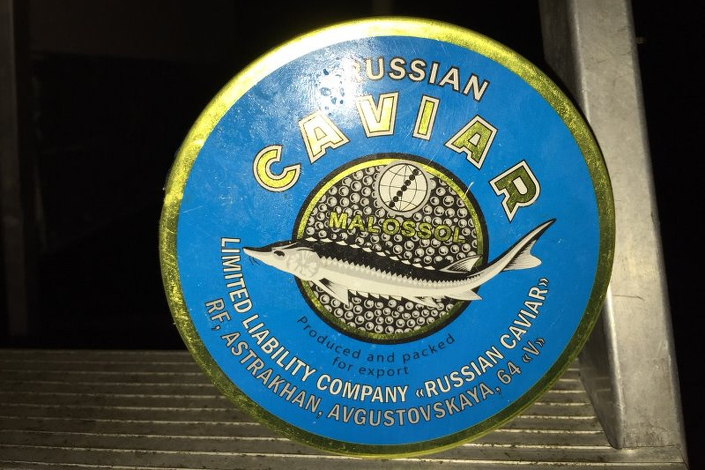 RUSSIAN
CAVIAR
MALOSSOL
Produced and packed
for export
LIMITED LIABILITY COMPANY «RUSSIAN CAVIAR»
RF, ASTRAKHAN, AVGUSTOVSKAYA, 64 «V»